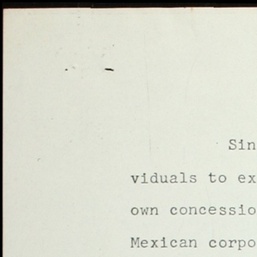 Sin
viduals to ex
own concessio
Mexican corpo